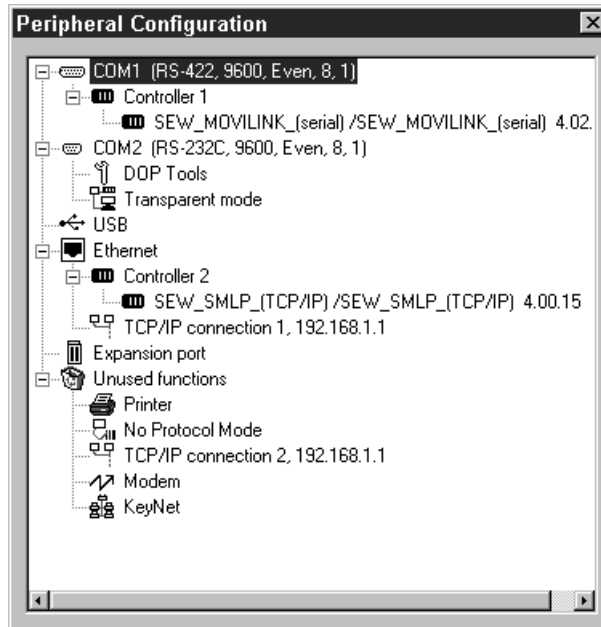 Peripheral Configuration
COM1 (RS-422, 9600, Even, 8, 1)
Controller 1
SEW_MOVILINK_(serial) /SEW_MOVILINK_(serial) 4.02.
COM2 (RS-232C, 9600, Even, 8, 1)
DOP Tools
Transparent mode
USB
Ethernet
Controller 2
SEW_SMLP_(TCP/IP) /SEW_SMLP_(TCP/IP) 4.00.15
TCP/IP connection 1, 192.168.1.1
Expansion port
Unused functions
Printer
No Protocol Mode
TCP/IP connection 2, 192.168.1.1
Modem
KeyNet